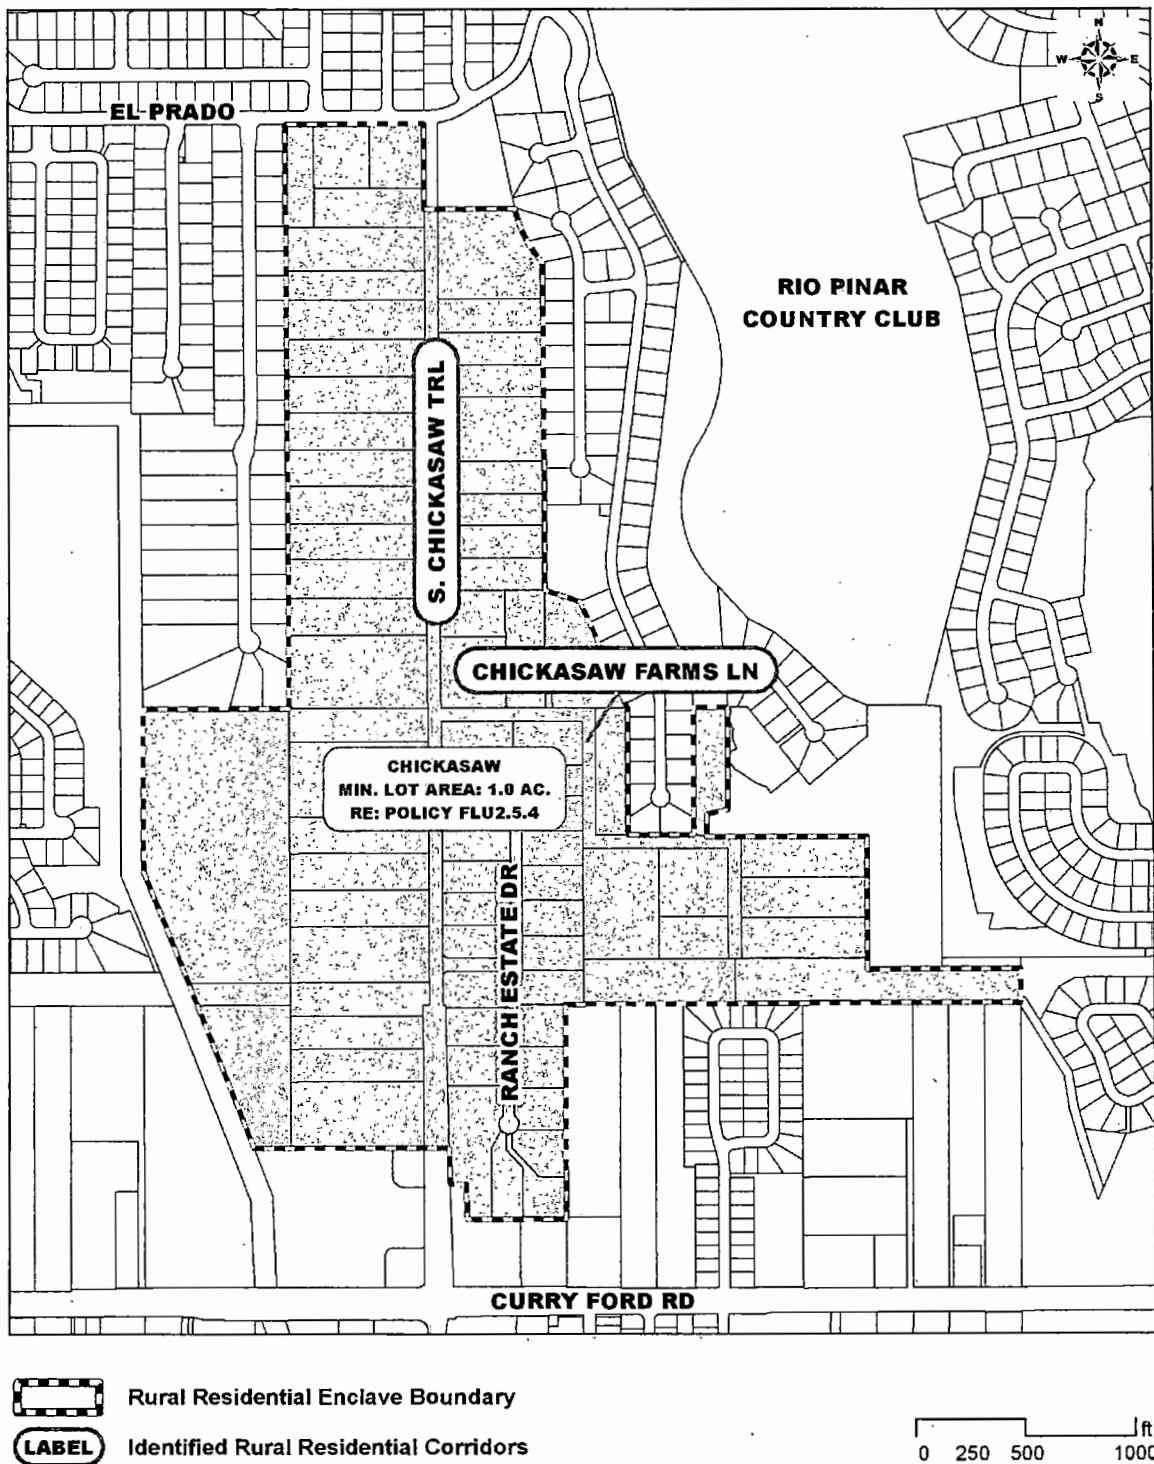 N
W E
S
EL PRADO
RIO PINAR
COUNTRY CLUB
S. CHICKASAW TRL
CHICKASAW FARMS LN
CHICKASAW
MIN. LOT AREA: 1.0 AC.
RE: POLICY FLU2.5.4
RANCH ESTATE DR
CURRY FORD RD
Rural Residential Enclave Boundary
LABEL Identified Rural Residential Corridors
ft
0 250 500 1000